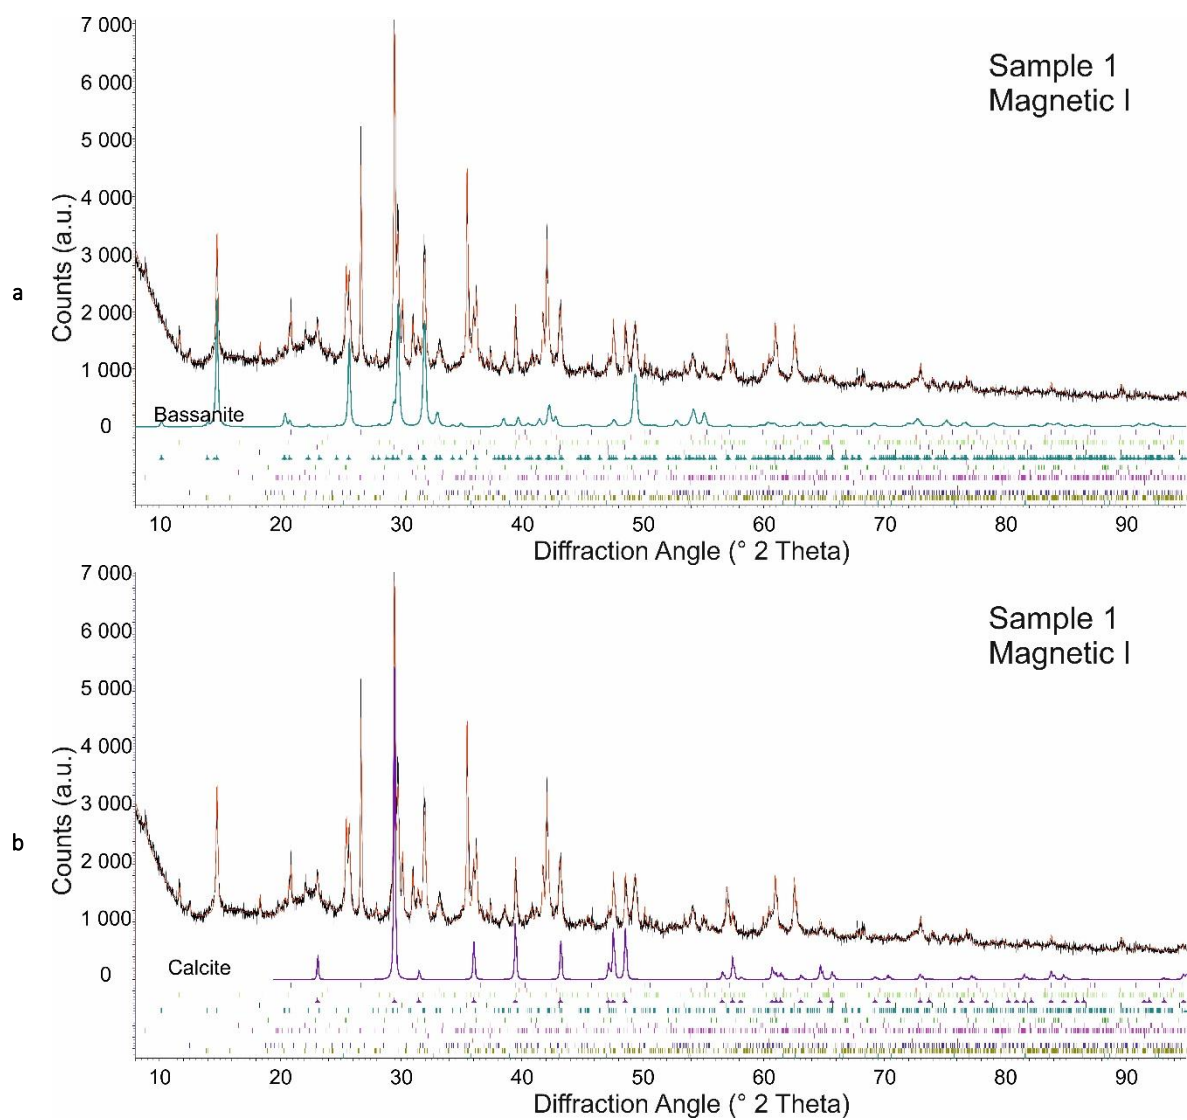 7 000
6 000
5 000
4 000
3 000
2 000
1 000
0
Counts (a.u.)
a
Sample 1
Magnetic I
Bassanite
10 20 30 40 50 60 70 80 90
Diffraction Angle (° 2 Theta)
7 000
6 000
5 000
4 000
3 000
2 000
1 000
0
Counts (a.u.)
b
Sample 1
Magnetic I
Calcite
10 20 30 40 50 60 70 80 90
Diffraction Angle (° 2 Theta)